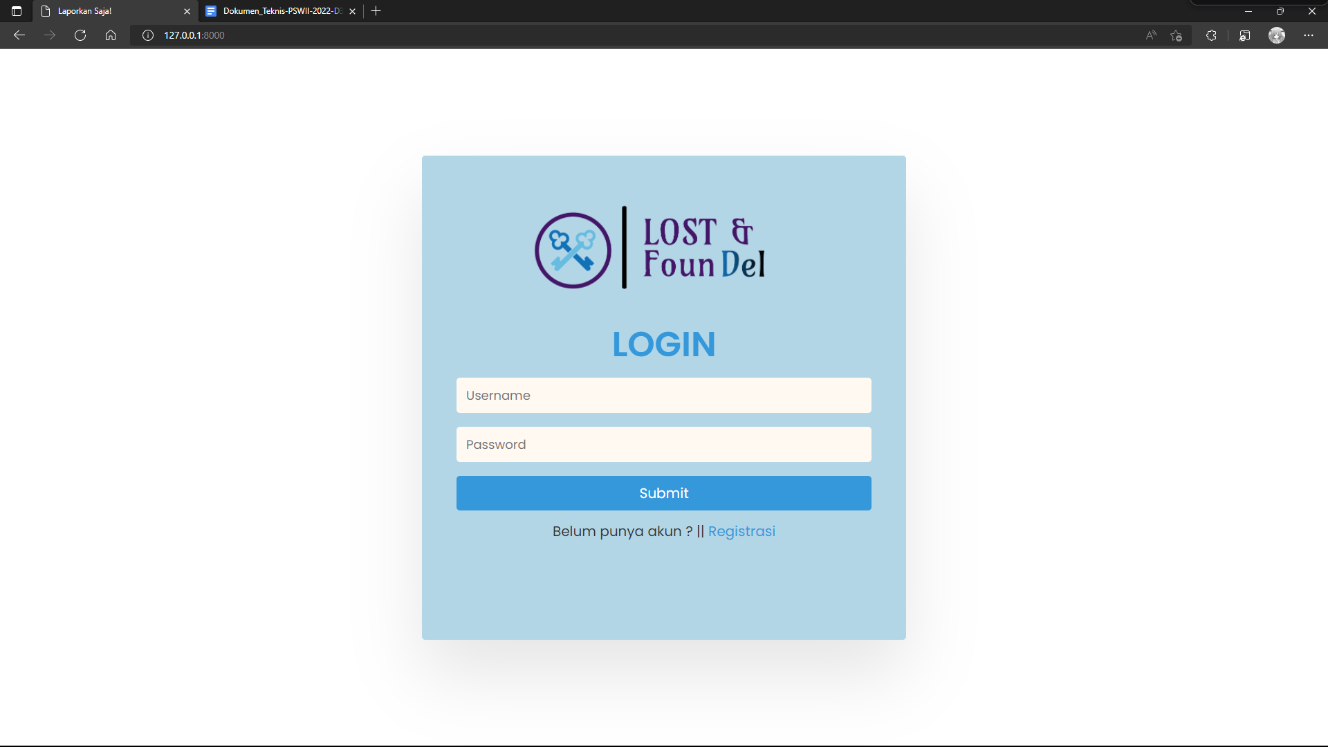 Laporkan Saja!
Dokumen_Teknis-PSWII-2022-D
127.0.0.1:8000
LOST &
FounDel
LOGIN
Username
Password
Submit
Belum punya akun ? || Registrasi